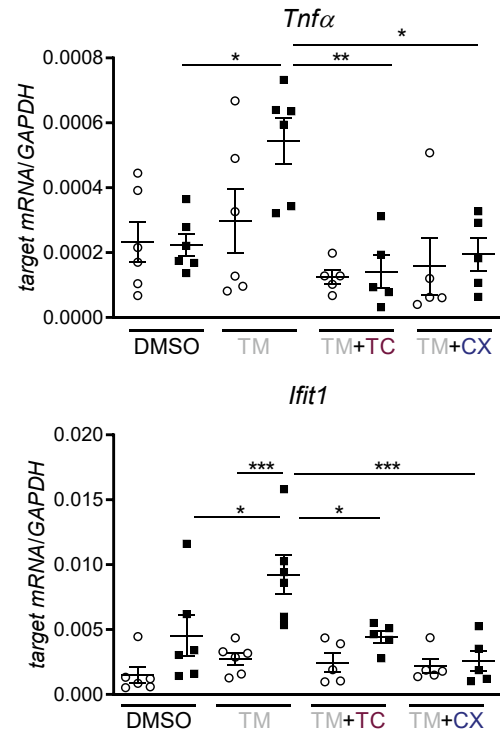 Tnfα
*
* **
0.0008
0.0006
0.0004
0.0002
0.0000
target mRNA/GAPDH
DMSO TM TM+TC TM+CX
Ifit1
*** ***
* *
0.020
0.015
0.010
0.005
0.000
target mRNA/GAPDH
DMSO TM TM+TC TM+CX